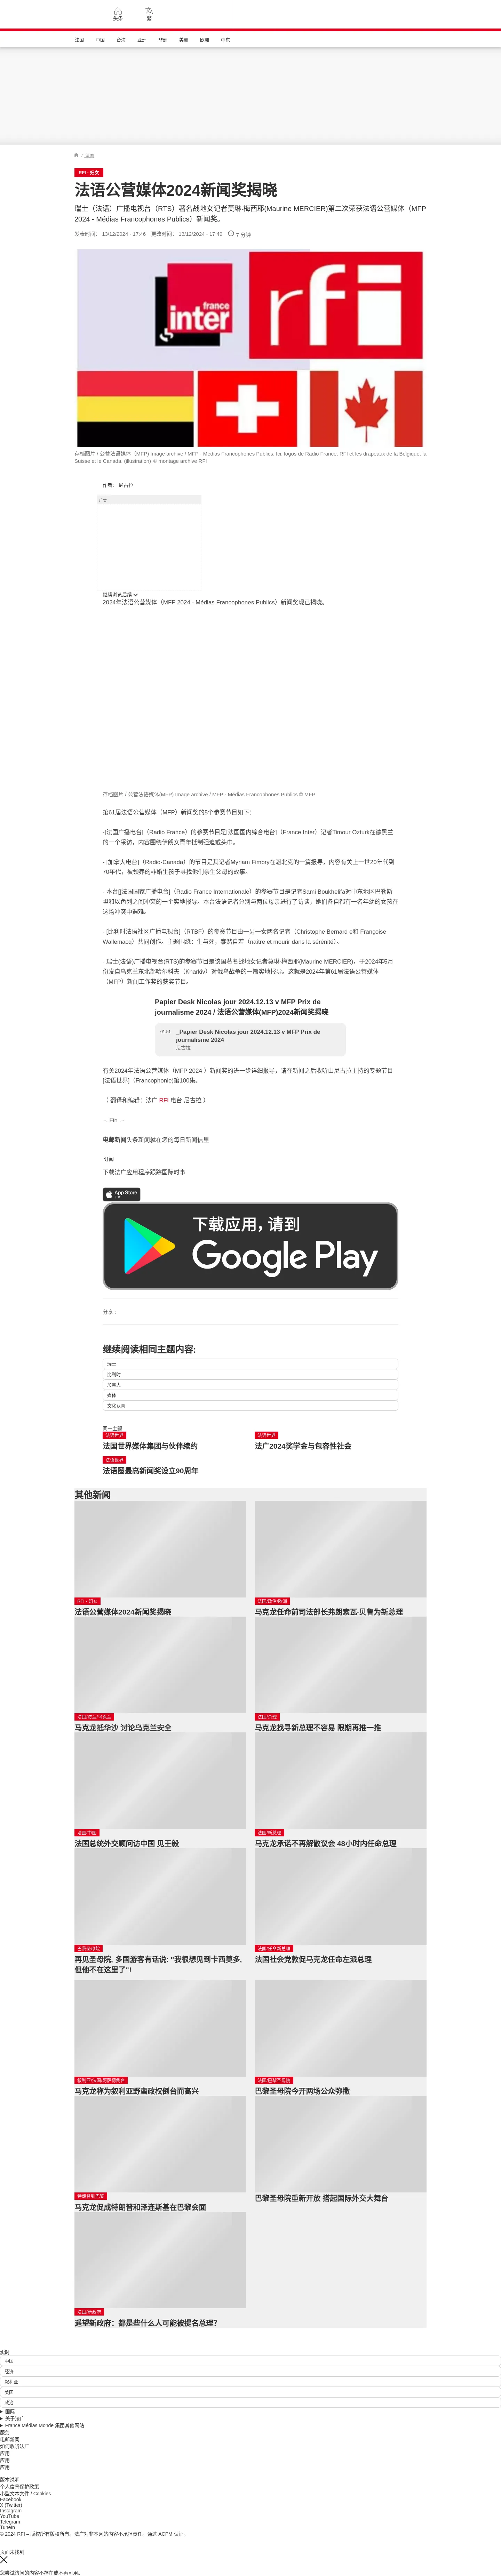 头条
繁
法国
中国
台海
亚洲
非洲
美洲
欧洲
中东
/ 法国
RFI - 妇女
法语公营媒体2024新闻奖揭晓
瑞士（法语）广播电视台（RTS）著名战地女记者莫琳·梅西耶(Maurine MERCIER)第二次荣获法语公营媒体（MFP
2024 - Médias Francophones Publics）新闻奖。
发表时间： 13/12/2024 - 17:46 更改时间： 13/12/2024 - 17:49 7 分钟
france
inter
rfi
存档图片 / 公营法语媒体（MFP) Image archive / MFP - Médias Francophones Publics. Ici, logos de Radio France, RFI et les drapeaux de la Belgique, la
Suisse et le Canada. (Illustration) © montage archive RFI
作者： 尼古拉
广告
继续浏览后续
2024年法语公营媒体（MFP 2024 - Médias Francophones Publics）新闻奖现已揭晓。
存档图片 / 公营法语媒体(MFP) Image archive / MFP - Médias Francophones Publics © MFP
第61届法语公营媒体（MFP）新闻奖的5个参赛节目如下：
-[法国广播电台]（Radio France）的参赛节目是[法国国内综合电台]（France Inter）记者Timour Ozturk在德黑兰
的一个采访，内容围绕伊朗女青年抵制强迫戴头巾。
- [加拿大电台]（Radio-Canada）的节目是其记者Myriam Fimbry在魁北克的一篇报导，内容有关上一世20年代到
70年代，被领养的非婚生孩子寻找他们亲生父母的故事。
- 本台[法国国家广播电台]（Radio France Internationale）的参赛节目是记者Sami Boukhelifa对中东地区巴勒斯
坦和以色列之间冲突的一个实地报导。本台法语记者分别与两位母亲进行了访谈，她们各自都有一名年幼的女孩在
这场冲突中遇难。
- [比利时法语社区广播电视台]（RTBF）的参赛节目由一男一女两名记者（Christophe Bernard e和 Françoise
Wallemacq）共同创作。主题围绕：生与死，泰然自若（naître et mourir dans la sérénité）。
- 瑞士(法语)广播电视台(RTS)的参赛节目是该国著名战地女记者莫琳·梅西耶(Maurine MERCIER)，于2024年5月
份发自乌克兰东北部哈尔科夫（Kharkiv）对俄乌战争的一篇实地报导。这就是2024年第61届法语公营媒体
（MFP）新闻工作奖的获奖节目。
Papier Desk Nicolas jour 2024.12.13 v MFP Prix de
journalisme 2024 / 法语公营媒体(MFP)2024新闻奖揭晓
01:51
_Papier Desk Nicolas jour 2024.12.13 v MFP Prix de
journalisme 2024
尼古拉
有关2024年法语公营媒体（MFP 2024 ）新闻奖的进一步详细报导，请在新闻之后收听由尼古拉主持的专题节目
[法语世界]（Francophonie)第100集。
（ 翻译和编辑：法广 RFI 电台 尼古拉 ）
~. Fin .~
电邮新闻头条新闻就在您的每日新闻信里
订阅
下载法广应用程序跟踪国际时事
App Store
下载
下载应用，请到
Google Play
分享 :
继续阅读相同主题内容:
瑞士
比利时
加拿大
媒体
文化认同
同一主题
法语世界
法国世界媒体集团与伙伴续约
法语世界
法广2024奖学金与包容性社会
法语世界
法语圈最高新闻奖设立90周年
其他新闻
RFI - 妇女
法语公营媒体2024新闻奖揭晓
法国/政治/欧洲
马克龙任命前司法部长弗朗索瓦·贝鲁为新总理
法国/波兰/乌克兰
马克龙抵华沙 讨论乌克兰安全
法国/总理
马克龙找寻新总理不容易 限期再推一推
法国/中国
法国总统外交顾问访中国 见王毅
法国/新总理
马克龙承诺不再解散议会 48小时内任命总理
巴黎圣母院
再见圣母院, 多国游客有话说: “我很想见到卡西莫多,
但他不在这里了”!
法国/任命新总理
法国社会党敦促马克龙任命左派总理
叙利亚/法国/阿萨德倒台
马克龙称为叙利亚野蛮政权倒台而高兴
法国/巴黎圣母院
巴黎圣母院今开两场公众弥撒
特朗普到巴黎
马克龙促成特朗普和泽连斯基在巴黎会面
巴黎圣母院重新开放 搭起国际外交大舞台
法国/新政府
遥望新政府：都是些什么人可能被提名总理？
实时
中国
经济
叙利亚
美国
政治
国际
关于法广
France Médias Monde 集团其他网站
服务
电邮新闻
如何收听法广
应用
应用
应用
版本说明
个人信息保护政策
小型文本文件 / Cookies
Facebook
X (Twitter)
Instagram
YouTube
Telegram
TuneIn
© 2024 RFI – 版权所有版权所有。法广对非本网站内容不承担责任。通过 ACPM 认证。
页面未找到
您尝试访问的内容不存在或不再可用。